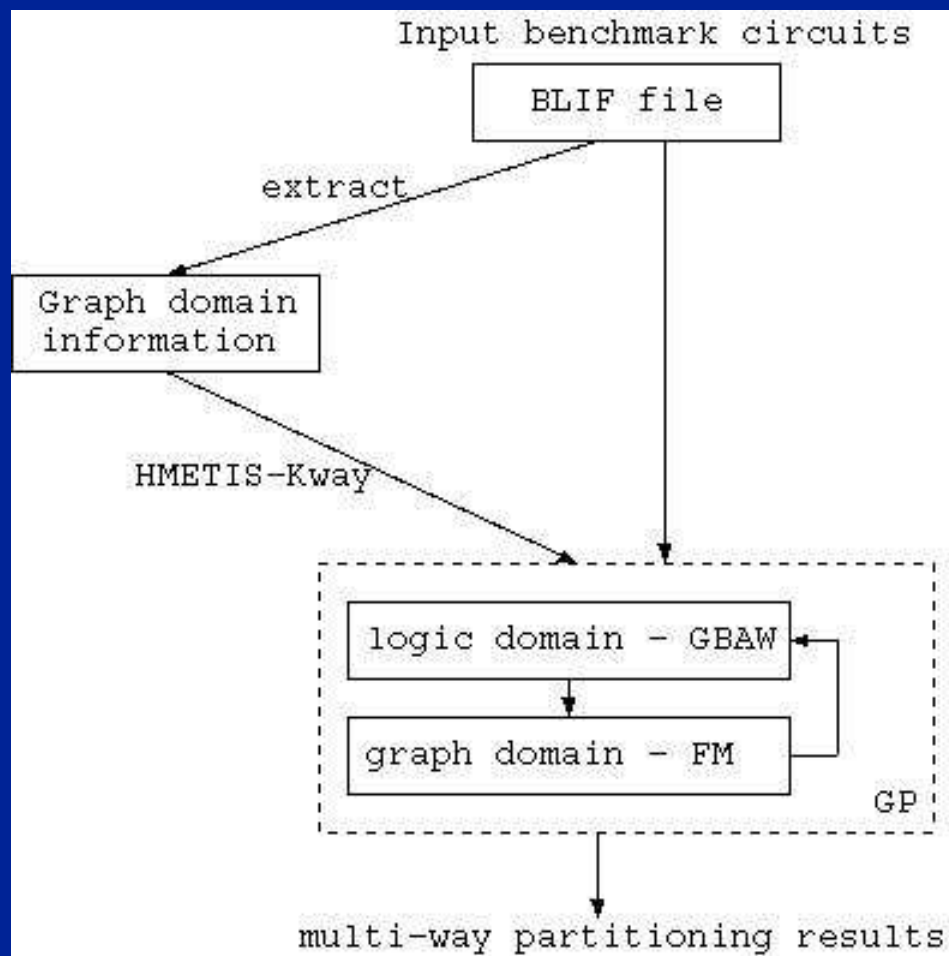 Input benchmark circuits
BLIF file
extract
Graph domain
information
HMETIS-Kway
logic domain - GBAW
graph domain - FM
GP
multi-way partitioning results